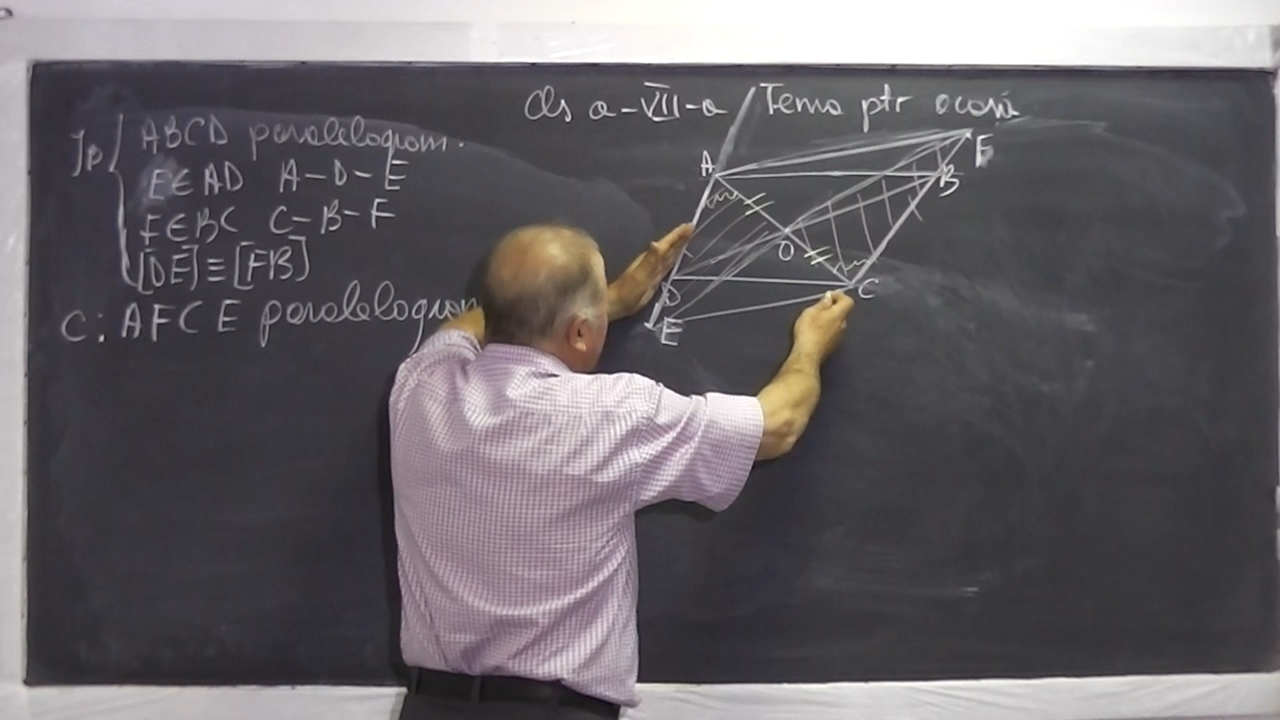 Cls a-VII-a Tema ptr acasă
Ip ABCD paralelogram.
E∈AD A-D-E
F∈BC C-B-F
[DE]≡[FB]
C: AFCE paralelogram
A
F
B
O
D
C
E